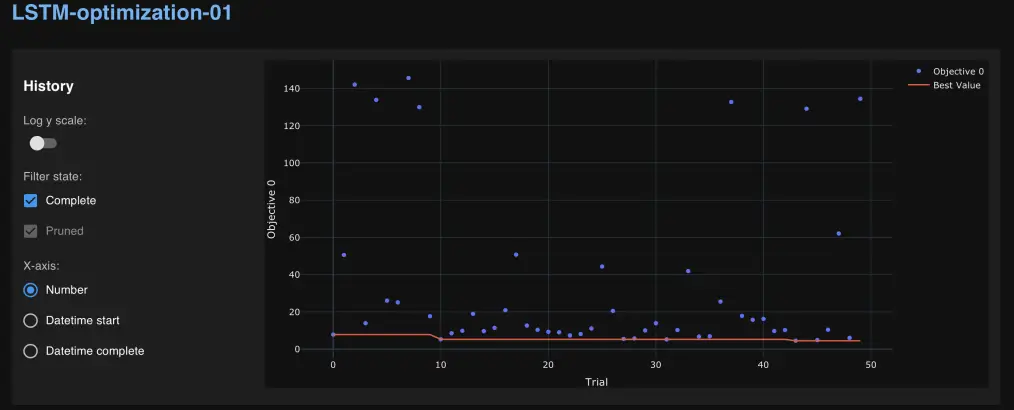 LSTM-optimization-01
History
Log y scale:
Filter state:
Complete
Pruned
X-axis:
Number
Datetime start
Datetime complete
Objective 0
140
120
100
80
60
40
20
0
0 10 20 30 40 50
Trial
Objective 0
Best Value